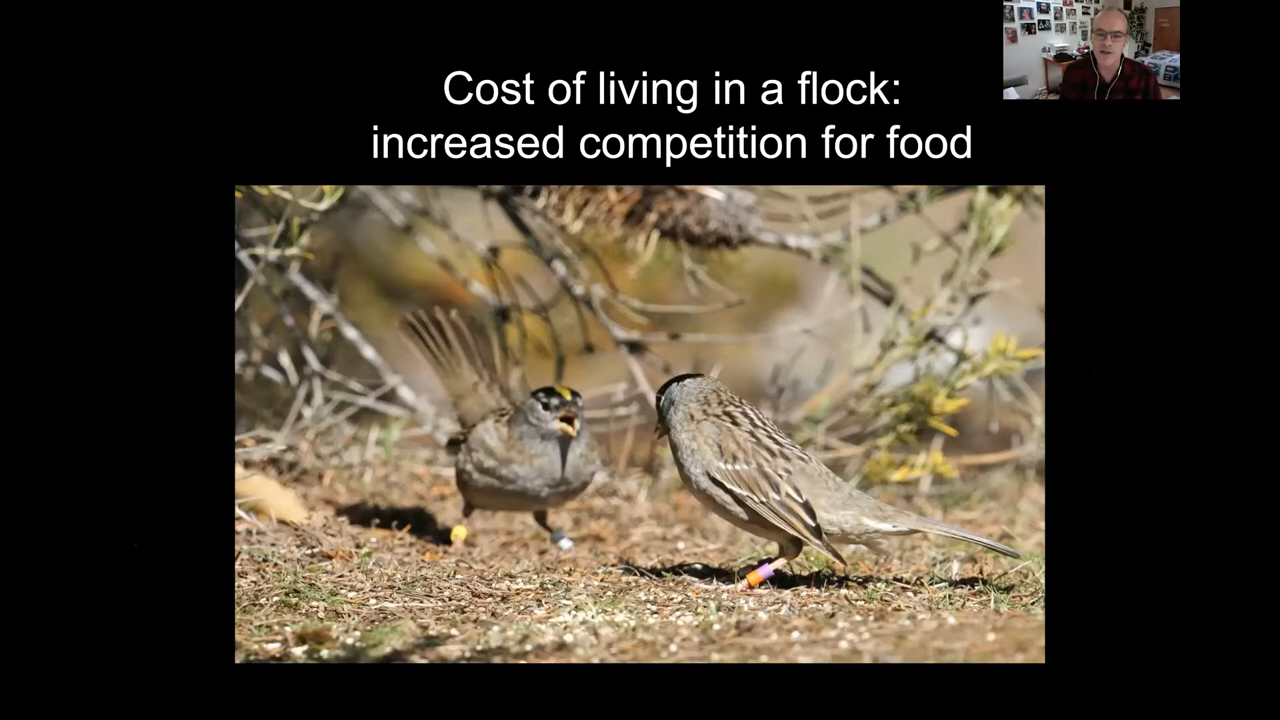 Cost of living in a flock:
increased competition for food